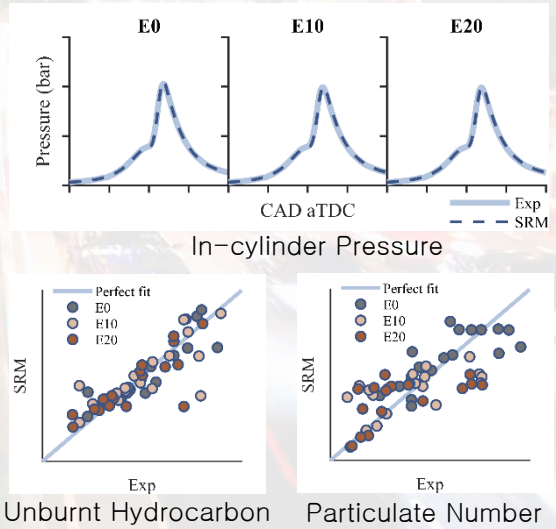 E0 E10 E20
Pressure (bar)
CAD aTDC
Exp
SRM
In-cylinder Pressure
Perfect fit
E0
E10
E20
SRM
Exp
Unburnt Hydrocarbon
Perfect fit
E0
E10
E20
SRM
Exp
Particulate Number